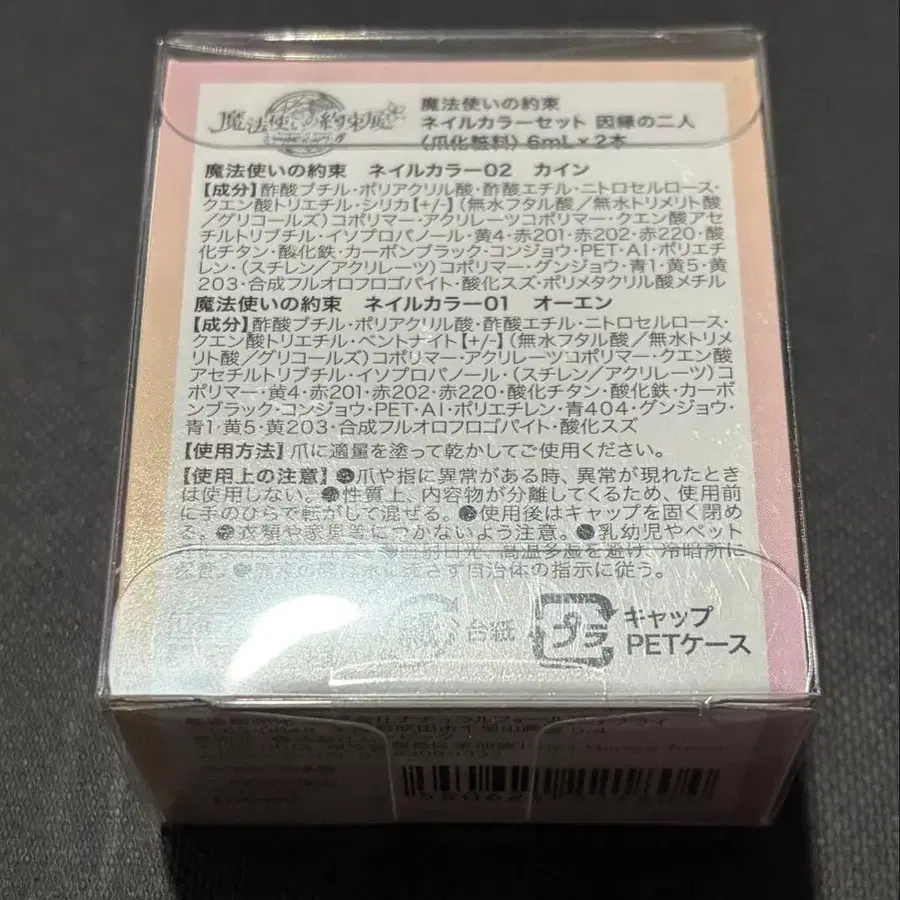 魔法使いの約束展
魔法使いの約束
ネイルカラーセット 因縁の二人
(爪化粧料) 6mL×2本
魔法使いの約束 ネイルカラー02 カイン
【成分】酢酸ブチル・ポリアクリル酸・酢酸エチル・ニトロセルロース・
クエン酸トリエチル・シリカ【+/-】(無水フタル酸/無水トリメリト酸
/グリコールズ)コポリマー・アクリレーツコポリマー・クエン酸アセ
チルトリブチル・イソプロパノール・黄4・赤201・赤202・赤220・酸
化チタン・酸化鉄・カーボンブラック・コンジョウ・PET・Al・ポリエチ
レン・(スチレン/アクリレーツ)コポリマー・グンジョウ・青1・黄5・黄
203・合成フルオロフロゴパイト・酸化スズ・ポリメタクリル酸メチル
魔法使いの約束 ネイルカラー01 オーエン
【成分】酢酸ブチル・ポリアクリル酸・酢酸エチル・ニトロセルロース・
クエン酸トリエチル・ベントナイト【+/-】(無水フタル酸/無水トリメ
リト酸/グリコールズ)コポリマー・アクリレーツコポリマー・クエン酸
アセチルトリブチル・イソプロパノール・(スチレン/アクリレーツ)コ
ポリマー・黄4・赤201・赤202・赤220・酸化チタン・酸化鉄・カーボ
ンブラック・コンジョウ・PET・Al・ポリエチレン・青404・グンジョウ・
青1・黄5・黄203・合成フルオロフロゴパイト・酸化スズ
【使用方法】爪に適量を塗って乾かしてご使用ください。
【使用上の注意】●爪や指に異常がある時、異常が現れたとき
は使用しない。●性質上、内容物が分離してくるため、使用前
に手のひらで転がして混ぜる。●使用後はキャップを固く閉め
る。●衣類や家具等につかないよう注意。●乳幼児やペット
●直射日光、高温多湿を避け、冷暗所に
自治体の指示に従う。
台紙
プラ
キャップ
PETケース